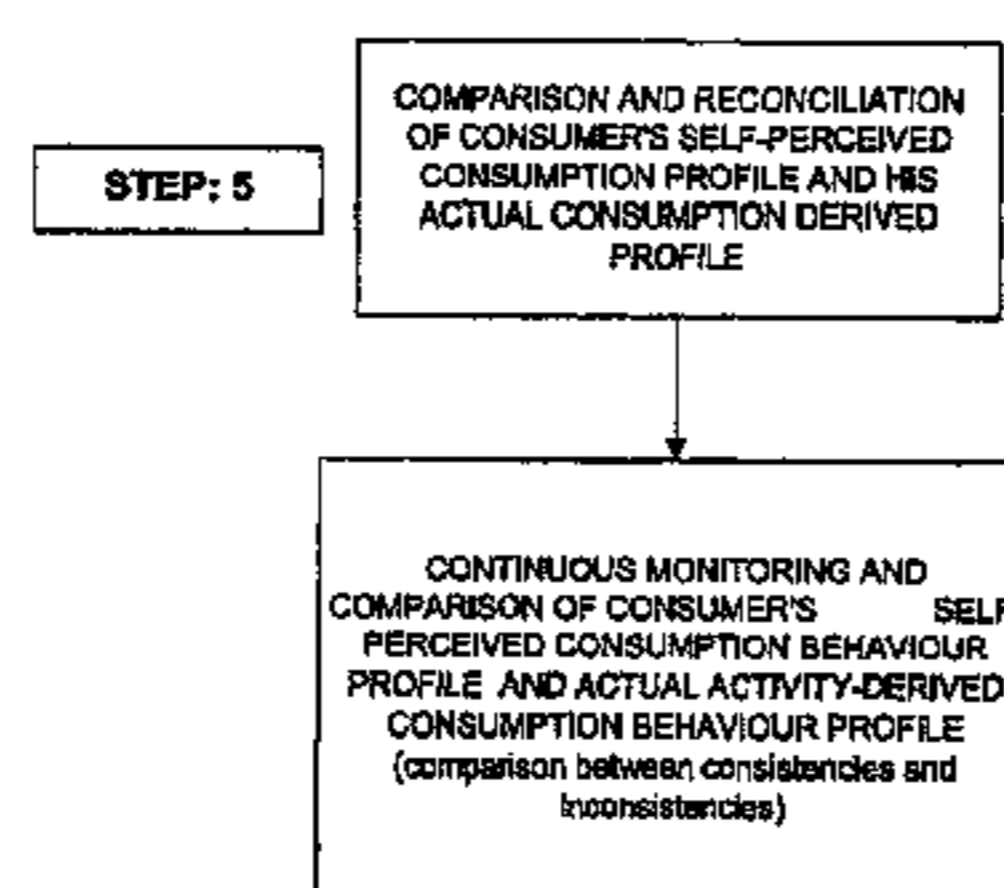 STEP: 5
COMPARISON AND RECONCILIATION
OF CONSUMER'S SELF-PERCEIVED
CONSUMPTION PROFILE AND HIS
ACTUAL CONSUMPTION DERIVED
PROFILE
CONTINUOUS MONITORING AND
COMPARISON OF CONSUMER'S SELF
PERCEIVED CONSUMPTION BEHAVIOUR
PROFILE AND ACTUAL ACTIVITY-DERIVED
CONSUMPTION BEHAVIOUR PROFILE
(comparison between consistencies and
inconsistencies)